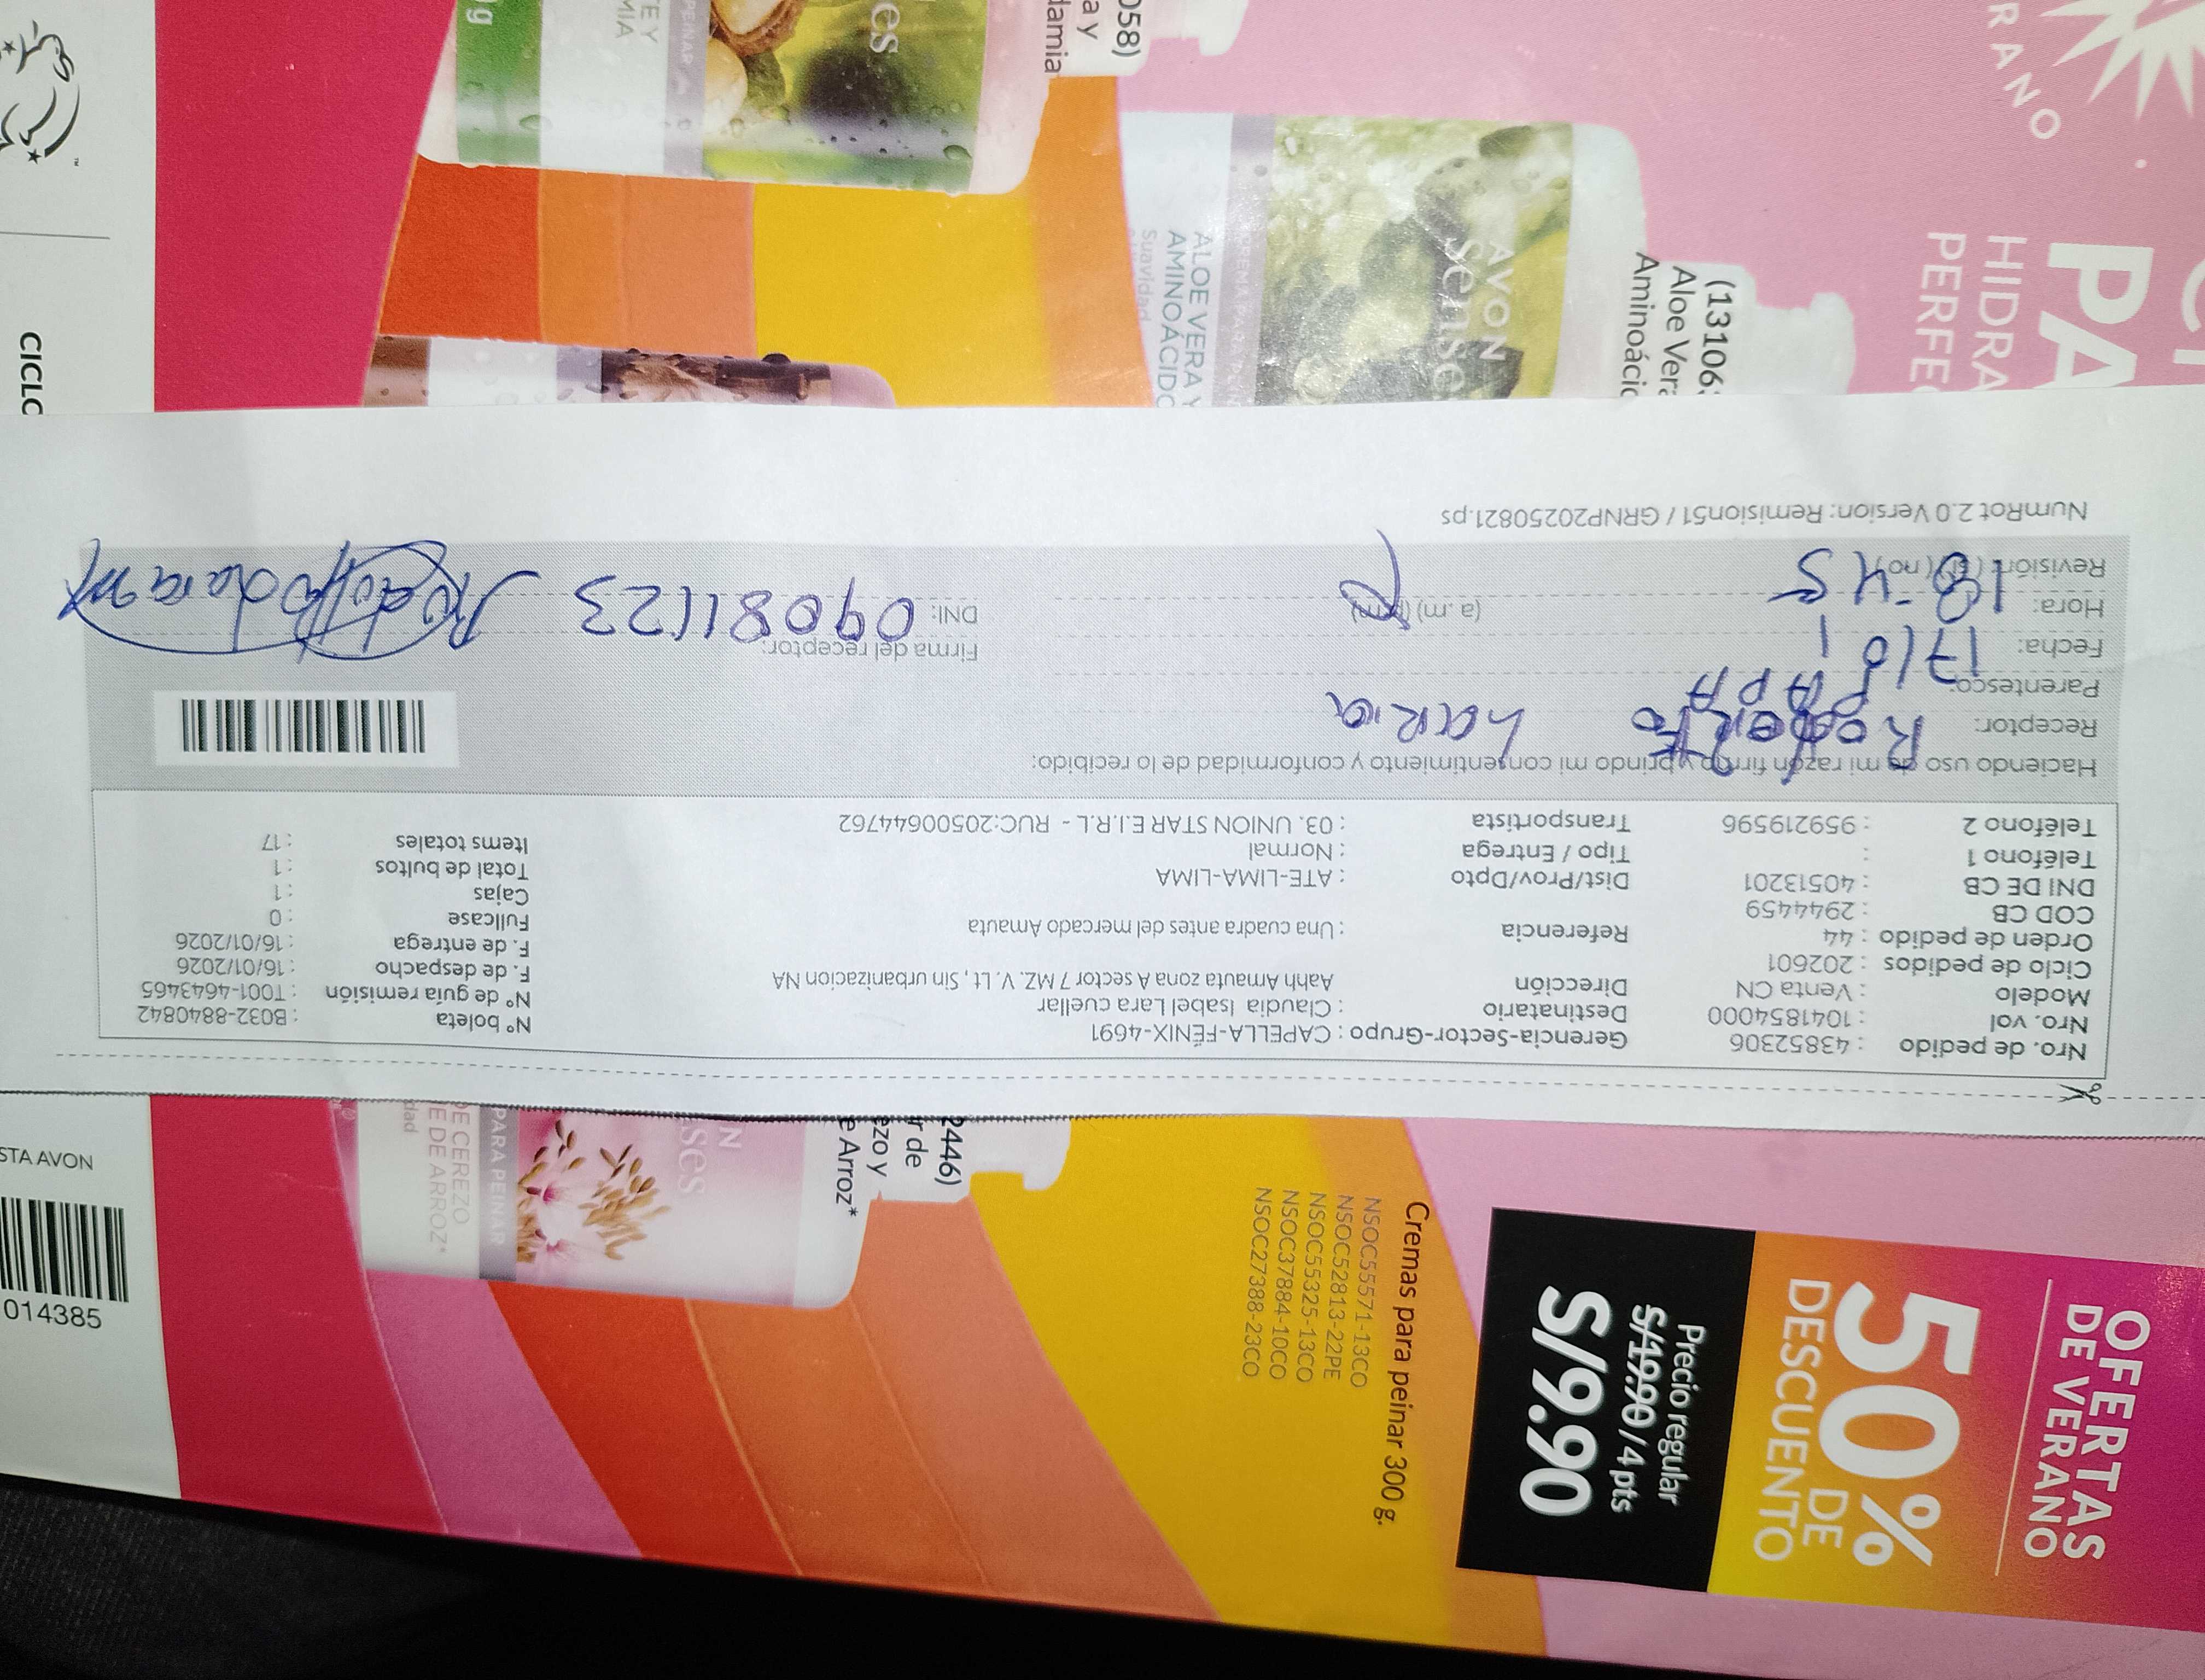 Nro. de pedido : 43852306
Nro. vol : 1041854000
Modelo : Venta CN
Ciclo de pedidos : 202601
Orden de pedido : 44
COD CB : 2944459
DNI DE CB : 40513201
Teléfono 1 :
Teléfono 2 : 959219596
Gerencia-Sector-Grupo : CAPELLA-FÉNIX-4691
Destinatario : Claudia Isabel Lara cuellar
Dirección Aahh Amauta zona A sector 7 MZ. V. Lt , Sin urbanizacion NA
Referencia : Una cuadra antes del mercado Amauta
Dist/Prov/Dpto : ATE-LIMA-LIMA
Tipo / Entrega : Normal
Transportista : 03. UNION STAR E.I.R.L - RUC:20500644762
N° boleta : B032-8840842
N° de guía remisión : T001-4643465
F. de despacho : 16/01/2026
F. de entrega : 16/01/2026
Fullcase : 0
Cajas : 1
Total de bultos : 1
Items totales : 17
Haciendo uso de mi razón firmo y brindo mi consentimiento y conformidad de lo recibido:
Receptor: Lara
Parentesco: PAPA
Fecha: 17/01
Hora: 18:45 (a.m) (p.m)
Revisión: (si) (no)
Firma del receptor:
DNI: 09081123
NumRot 2.0 Version: Remision51 / GRNP20250821.ps
OFERTAS
DE VERANO
50%
DE
DESCUENTO
Precio regular
S/19.90 / 4 pts
S/9.90
Cremas para peinar 300 g.
NSOC55571-13CO
NSOC52813-22PE
NSOC55325-13CO
NSOC37884-10CO
NSOC27388-23CO
AVON
senses
ALOE VERA Y
Suavidad
Aloe Vera
HIDRA
PERFEC
PA
058)
a y
damia
2446)
r de
ezo y
e Arroz*
PARA PEINAR
DE CEREZO
E DE ARROZ*
dad
CICLO
STA AVON
014385